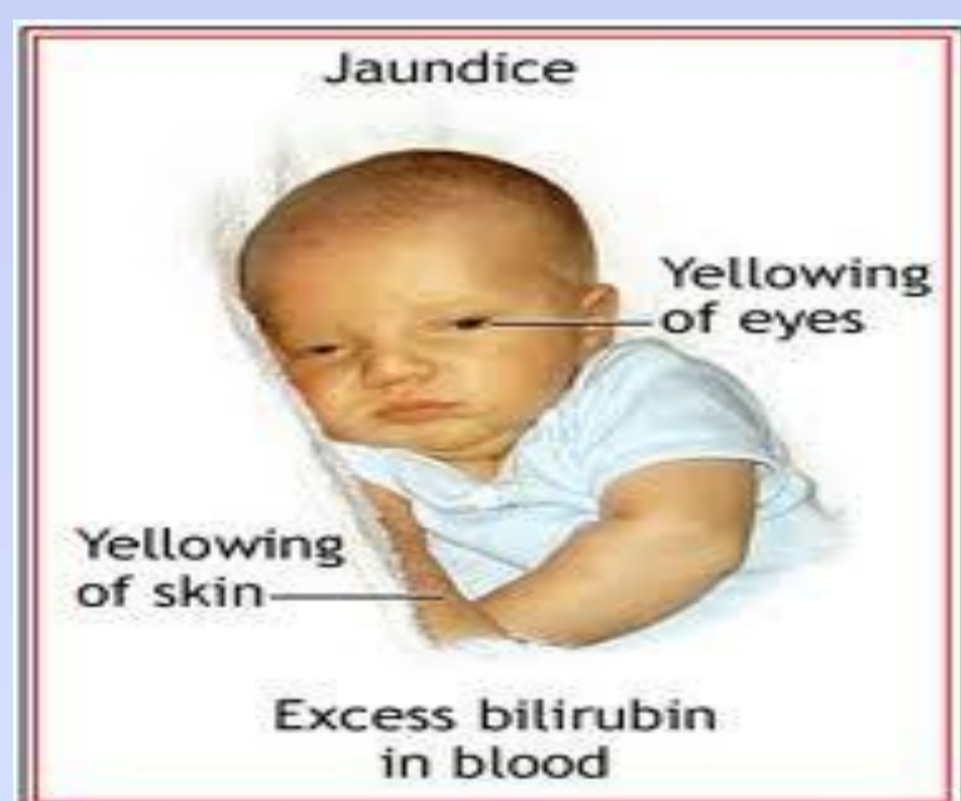 Jaundice
Yellowing
of eyes
Yellowing
of skin
Excess bilirubin
in blood